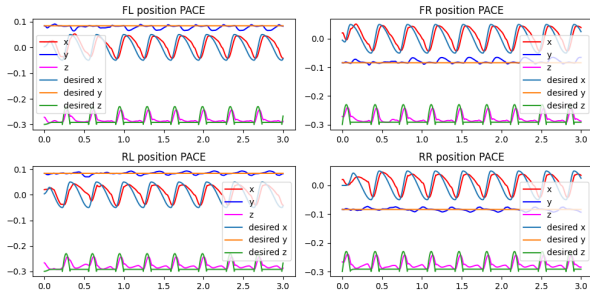 FL position PACE
0.1
0.0
−0.1
−0.2
−0.3
x
y
z
desired x
desired y
desired z
0.0 0.5 1.0 1.5 2.0 2.5 3.0
FR position PACE
0.0
−0.1
−0.2
−0.3
x
y
z
desired x
desired y
desired z
0.0 0.5 1.0 1.5 2.0 2.5 3.0
RL position PACE
0.1
0.0
−0.1
−0.2
−0.3
x
y
z
desired x
desired y
desired z
0.0 0.5 1.0 1.5 2.0 2.5 3.0
RR position PACE
0.0
−0.1
−0.2
−0.3
x
y
z
desired x
desired y
desired z
0.0 0.5 1.0 1.5 2.0 2.5 3.0